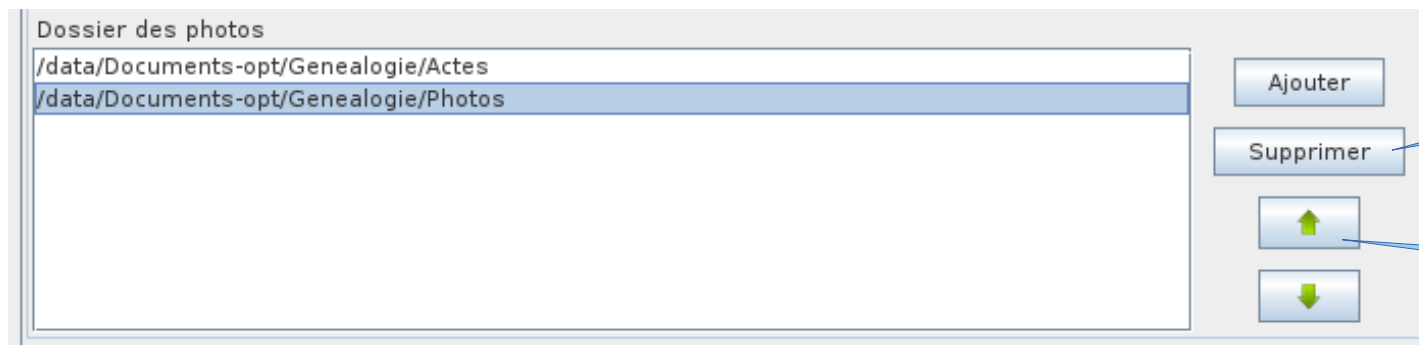 Dossier des photos
/data/Documents-opt/Genealogie/Actes
/data/Documents-opt/Genealogie/Photos
Ajouter
Supprimer